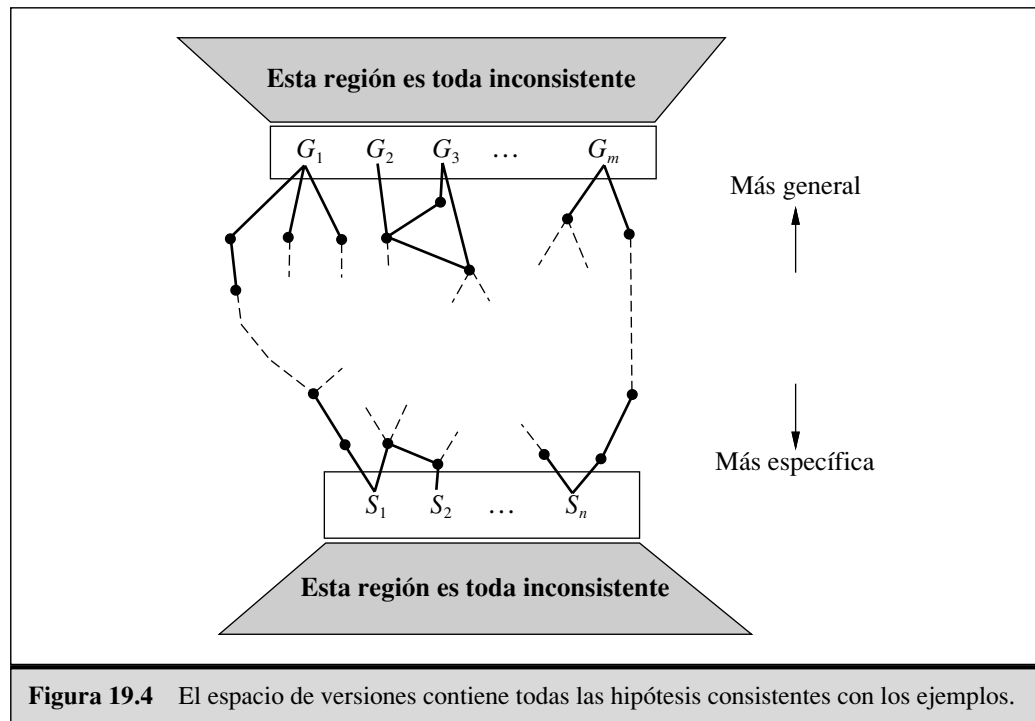 Esta región es toda inconsistente
G1 G2 G3 ... Gm
Más general
Más específica
S1 S2 ... Sn
Esta región es toda inconsistente
Figura 19.4 El espacio de versiones contiene todas las hipótesis consistentes con los ejemplos.